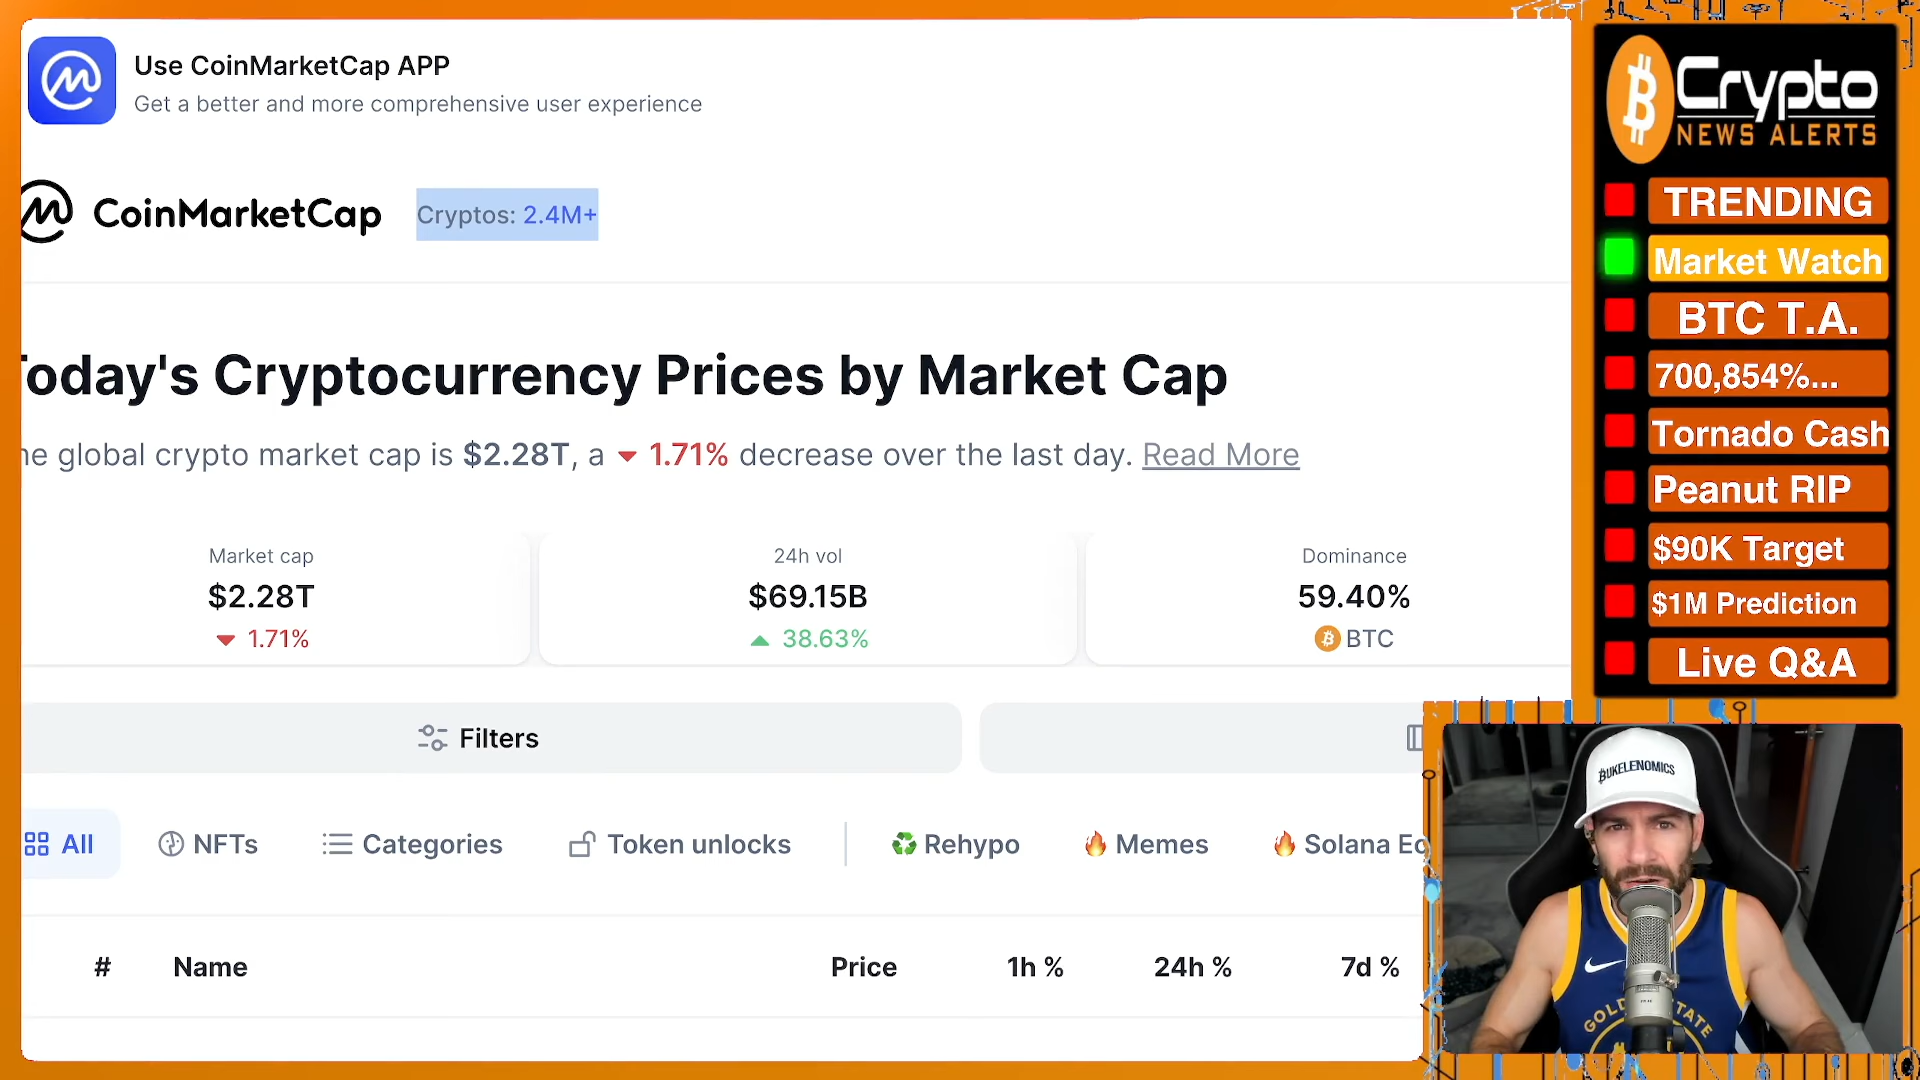 Use CoinMarketCap APP
Get a better and more comprehensive user experience
CoinMarketCap
Cryptos: 2.4M+
oday's Cryptocurrency Prices by Market Cap
he global crypto market cap is $2.28T, a 1.71% decrease over the last day. Read More
Market cap
$2.28T
1.71%
24h vol
$69.15B
38.63%
Dominance
59.40%
BTC
Filters
All
NFTs
Categories
Token unlocks
Rehypo
Memes
Solana Ec
# Name Price 1h % 24h % 7d %
Crypto
NEWS ALERTS
TRENDING
Market Watch
BTC T.A.
700,854%...
Tornado Cash
Peanut RIP
$90K Target
$1M Prediction
Live Q&A
BUKELENOMICS